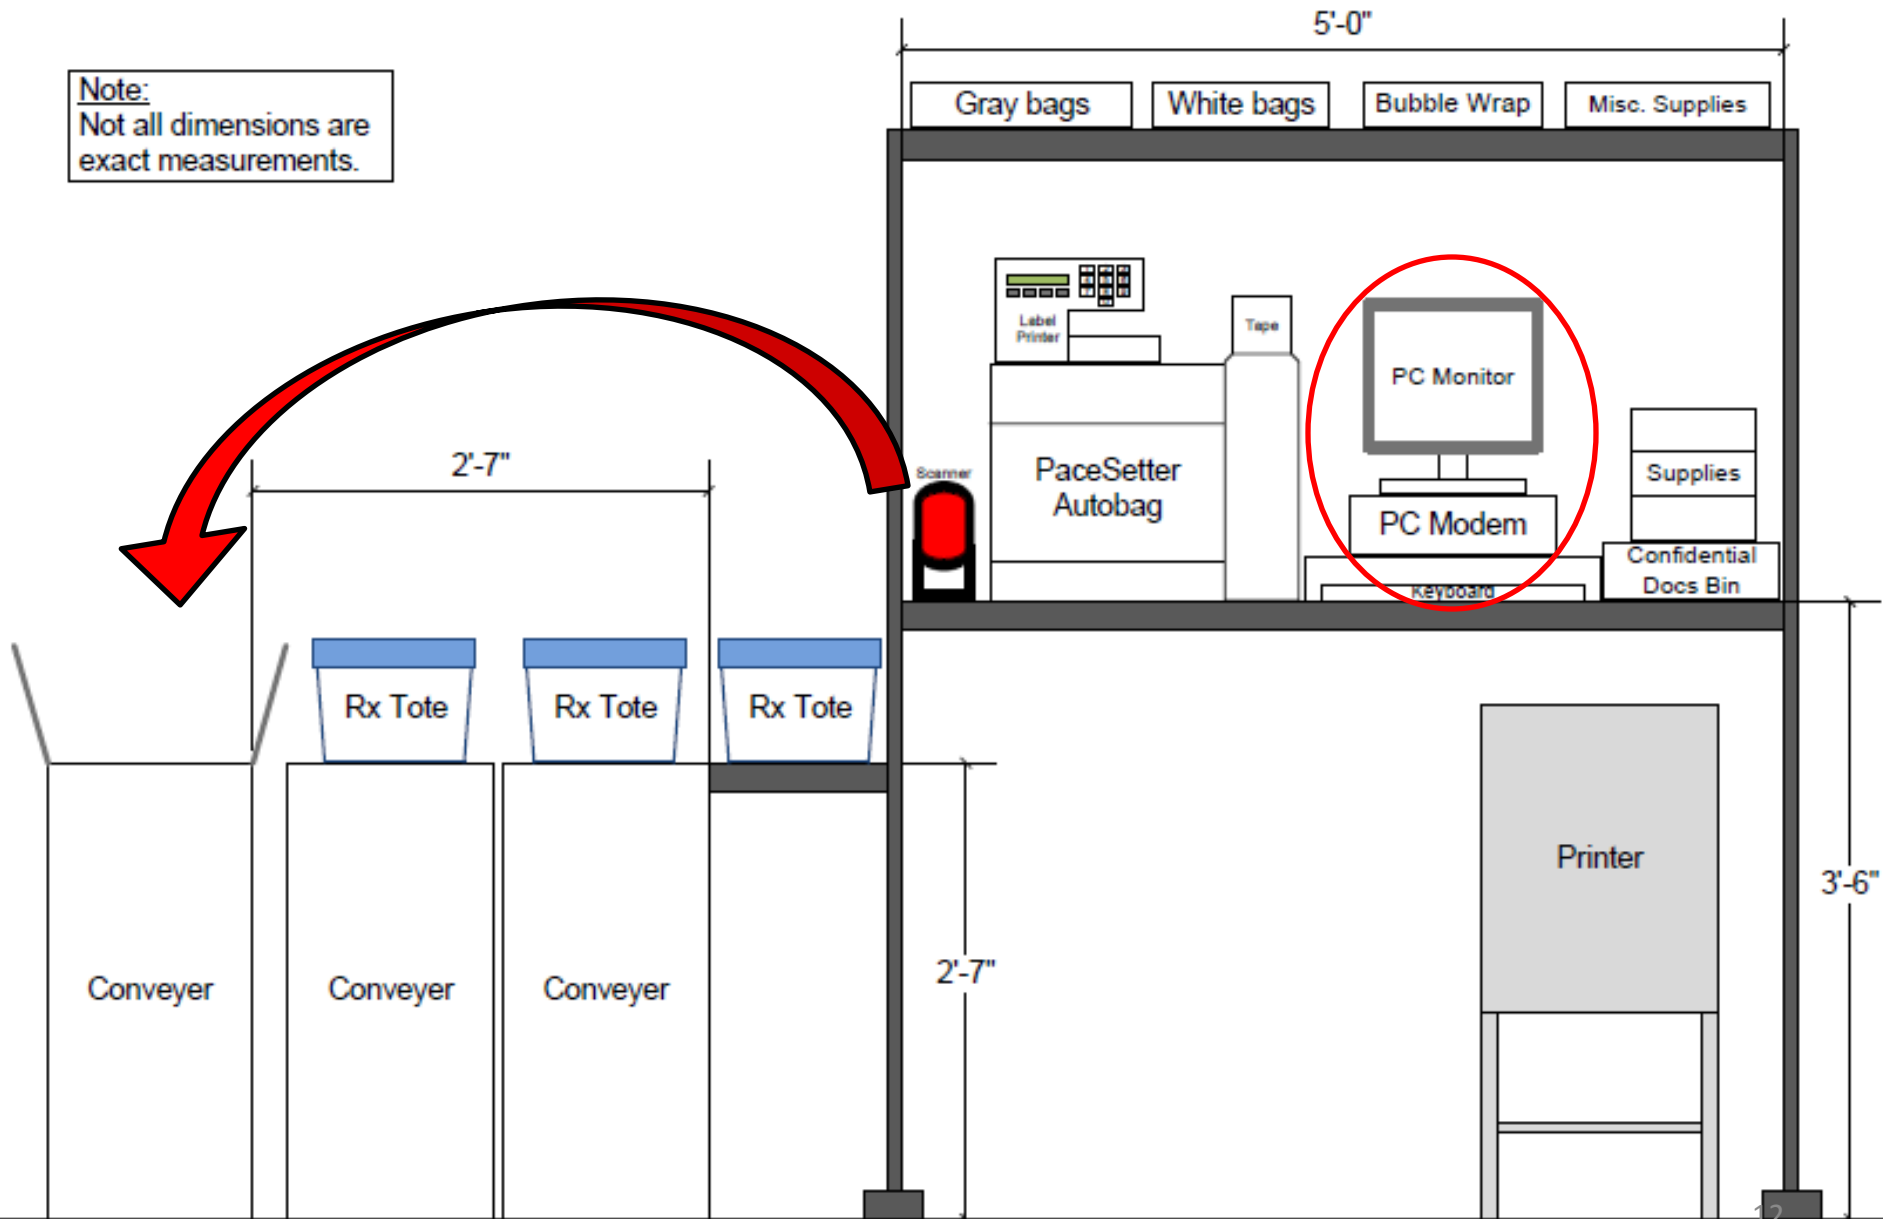 5'-0"
Note:
Not all dimensions are
exact measurements.
Gray bags
White bags
Bubble Wrap
Misc. Supplies
Label
Printer
Tape
PC Monitor
2'-7"
Scanner
PaceSetter
Autobag
Supplies
PC Modem
Confidential
Docs Bin
Keyboard
Rx Tote
Rx Tote
Rx Tote
Printer
3'-6"
2'-7"
Conveyer
Conveyer
Conveyer
12